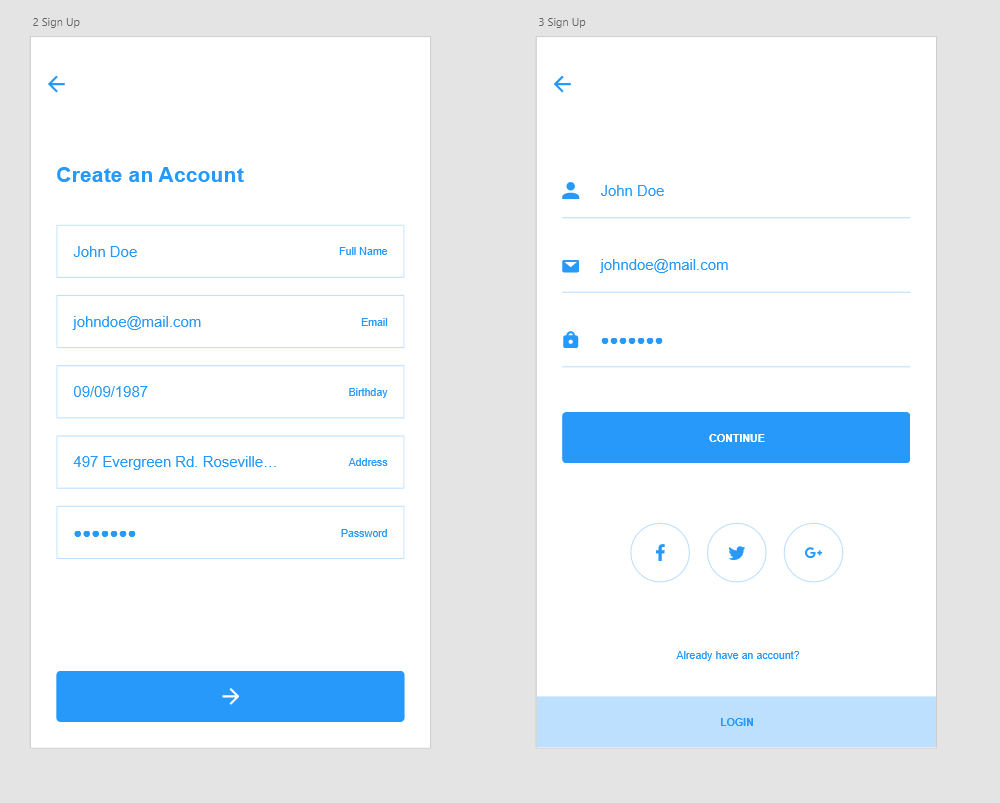 2 Sign Up
Create an Account
John Doe Full Name
johndoe@mail.com Email
09/09/1987 Birthday
497 Evergreen Rd. Roseville… Address
●●●●●●● Password
3 Sign Up
John Doe
johndoe@mail.com
●●●●●●●
CONTINUE
G+
Already have an account?
LOGIN